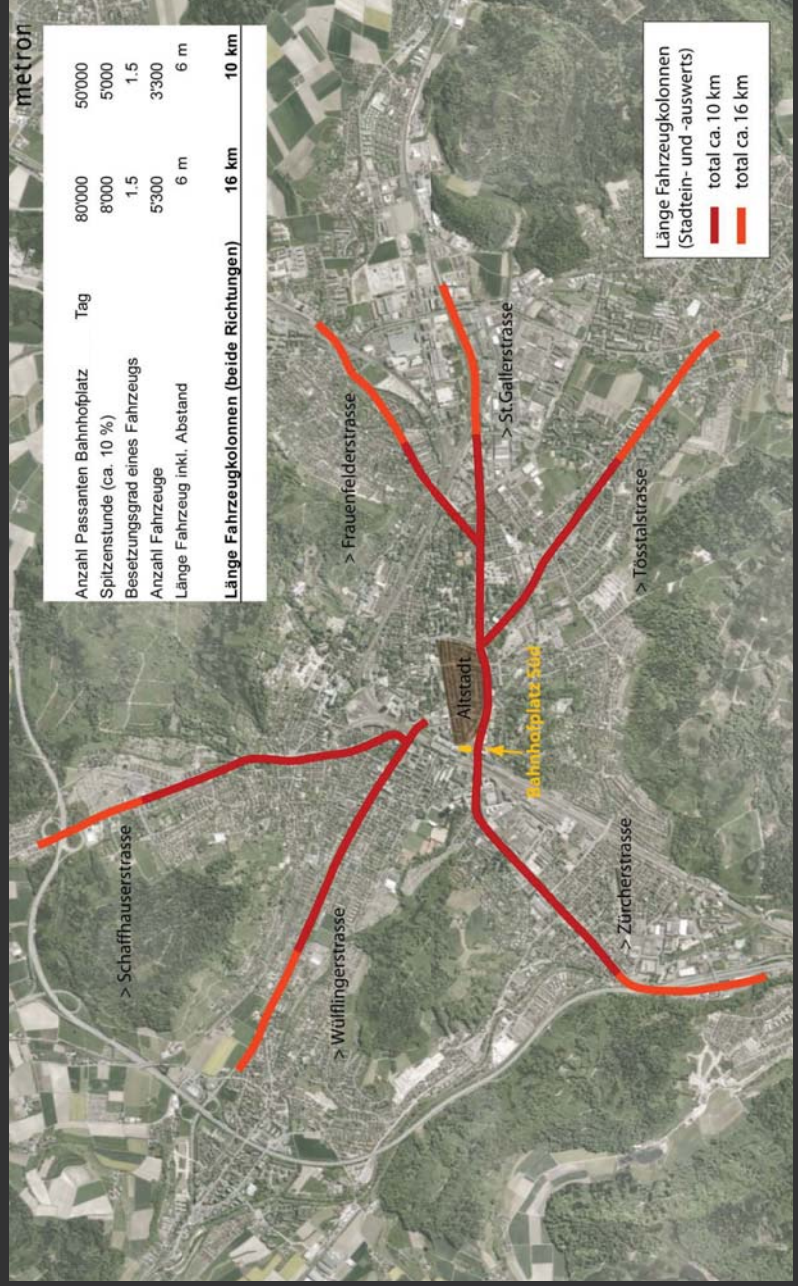 metron
Anzahl Passanten Bahnhofplatz Tag 80'000 50'000
Spitzenstunde (ca. 10 %) 8'000 5'000
Besetzungsgrad eines Fahrzeugs 1.5 1.5
Anzahl Fahrzeuge 5'300 3'300
Länge Fahrzeug inkl. Abstand 6 m 6 m
Länge Fahrzeugkolonnen (beide Richtungen) 16 km 10 km
> Schaffhauserstrasse
> Wülflingerstrasse
> Frauenfelderstrasse
Altstadt
> St.Gallerstrasse
Bahnhofplatz Süd
> Zürcherstrasse
> Tösstalstrasse
Länge Fahrzeugkolonnen
(Stadtein- und -auswerts)
total ca. 10 km
total ca. 16 km